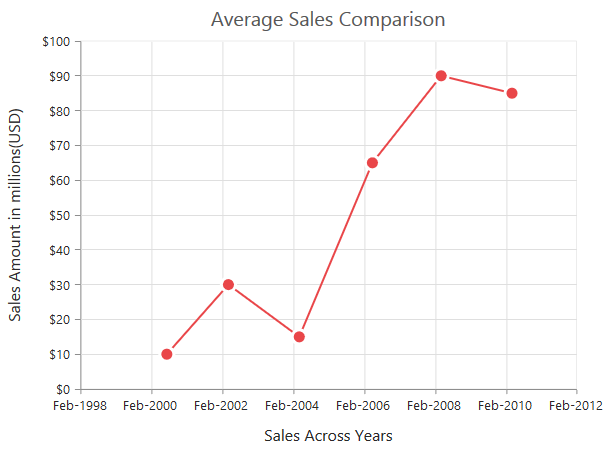 Average Sales Comparison
$100
$90
$80
$70
$60
$50
$40
$30
$20
$10
$0
Sales Amount in millions(USD)
Feb-1998 Feb-2000 Feb-2002 Feb-2004 Feb-2006 Feb-2008 Feb-2010 Feb-2012
Sales Across Years